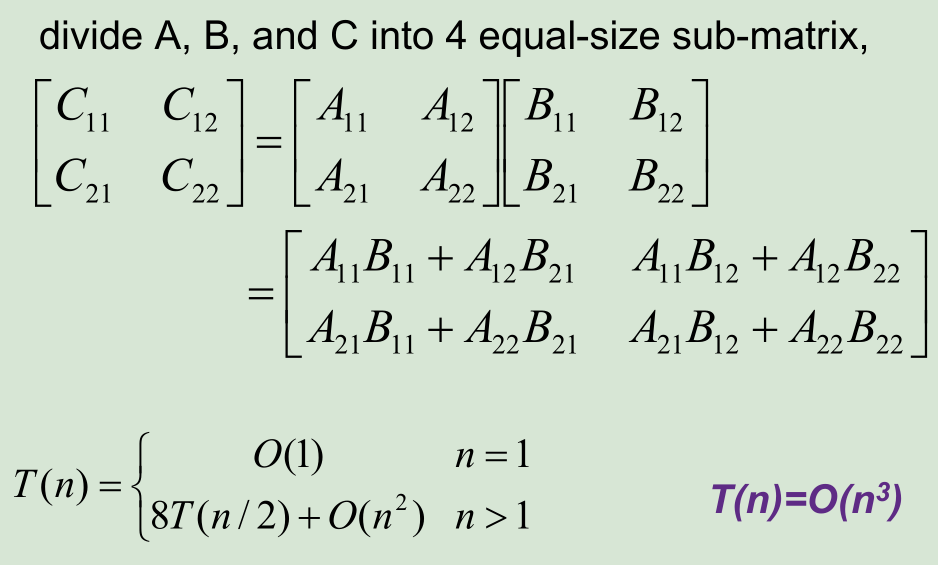 divide A, B, and C into 4 equal-size sub-matrix,
[C₁₁ C₁₂; C₂₁ C₂₂] = [A₁₁ A₁₂; A₂₁ A₂₂][B₁₁ B₁₂; B₂₁ B₂₂]
= [A₁₁B₁₁ + A₁₂B₂₁ A₁₁B₁₂ + A₁₂B₂₂; A₂₁B₁₁ + A₂₂B₂₁ A₂₁B₁₂ + A₂₂B₂₂]
T(n) = { O(1) n = 1; 8T(n/2) + O(n²) n > 1
T(n)=O(n³)